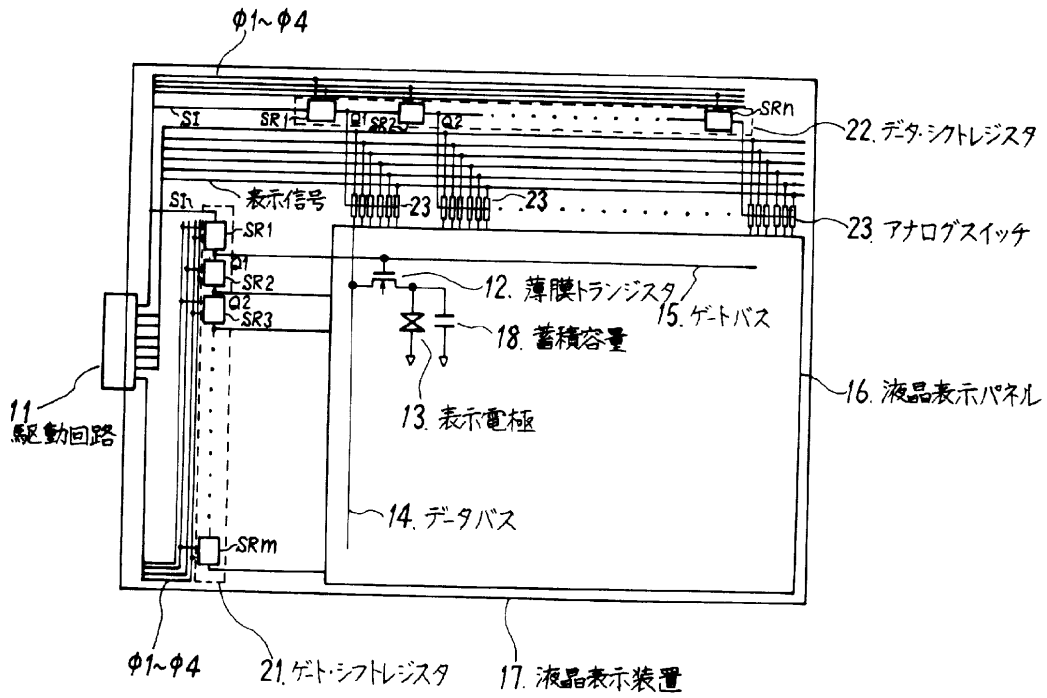 Φ1~Φ4
SI
SR1
Q1
SR2
Q2
SRn
22.データ・シフトレジスタ
表示信号
23
23
23.アナログスイッチ
SIn
SR1
Q1
SR2
Q2
SR3
12.薄膜トランジスタ
15.ゲートバス
18.蓄積容量
11
駆動回路
13.表示電極
16.液晶表示パネル
14.データバス
SRm
Φ1~Φ4
21.ゲート・シフトレジスタ
17.液晶表示装置